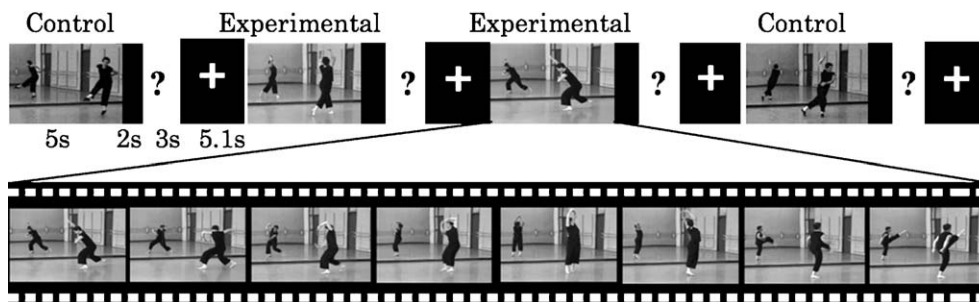 Control Experimental Experimental Control
? + ? + ? + ? +
5s 2s 3s 5.1s